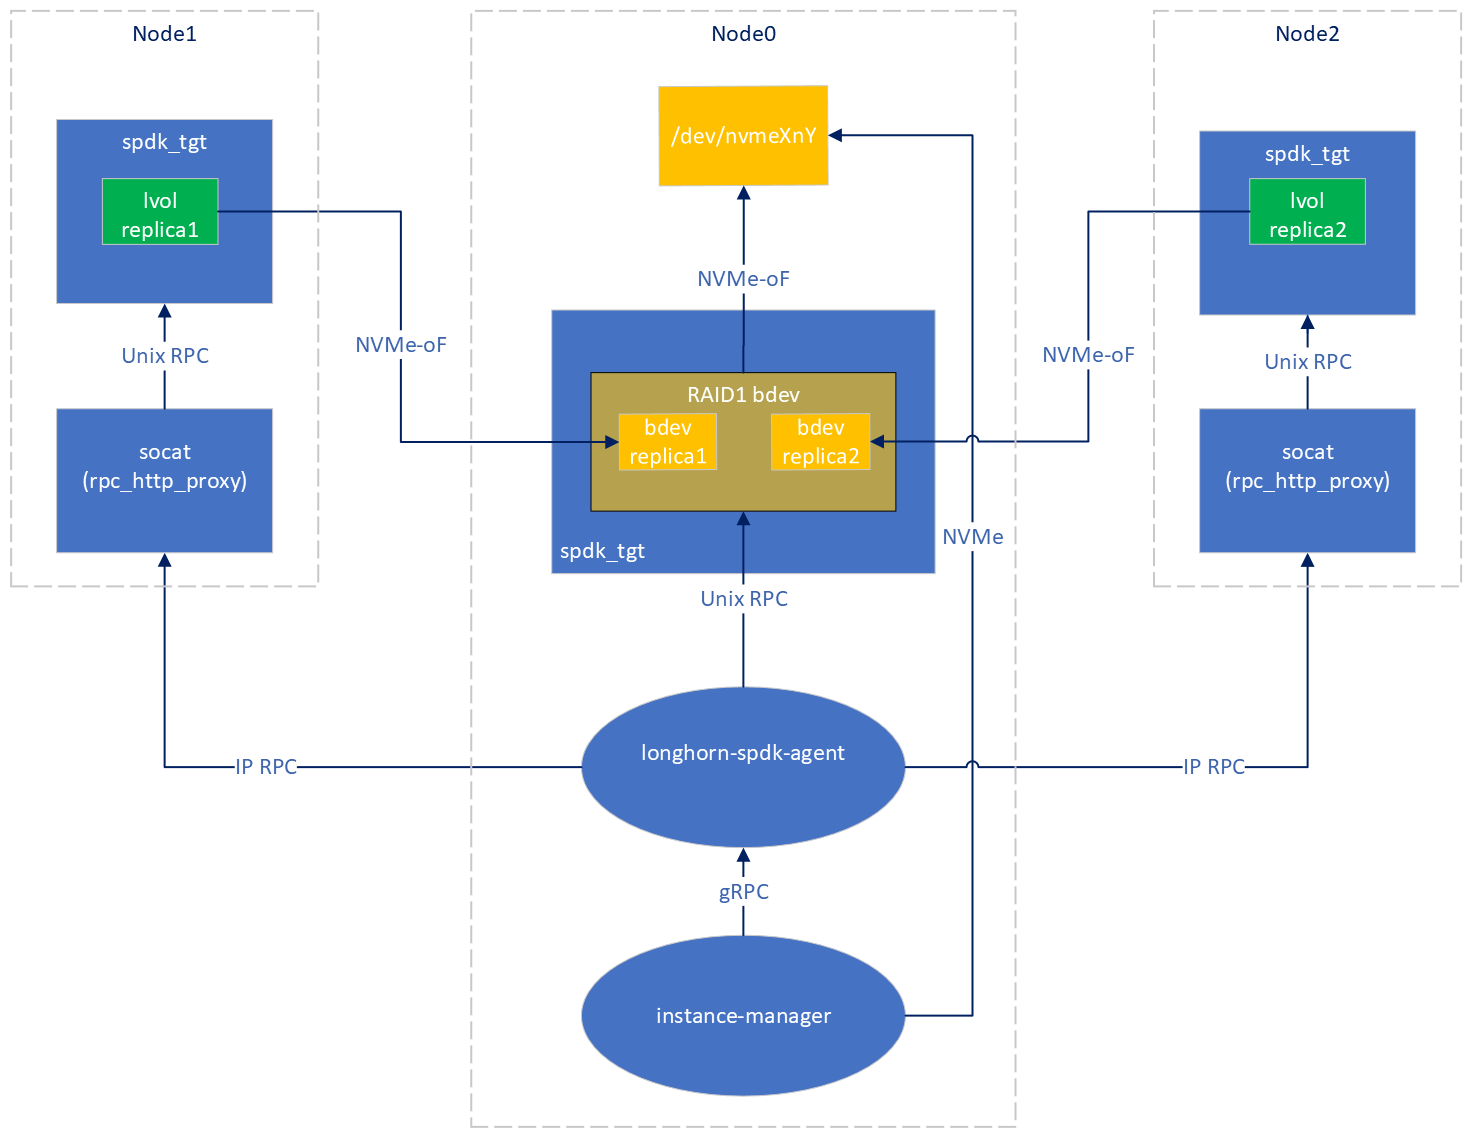 Node1
Node0
Node2
/dev/nvmeXnY
spdk_tgt
lvol
replica1
spdk_tgt
lvol
replica2
NVMe-oF
NVMe-oF
NVMe-oF
Unix RPC
Unix RPC
RAID1 bdev
bdev
replica1
bdev
replica2
socat
(rpc_http_proxy)
socat
(rpc_http_proxy)
NVMe
spdk_tgt
Unix RPC
longhorn-spdk-agent
IP RPC
IP RPC
gRPC
instance-manager